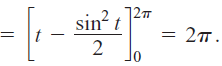 = [t − sin² t / 2]₀^{2π} = 2π.